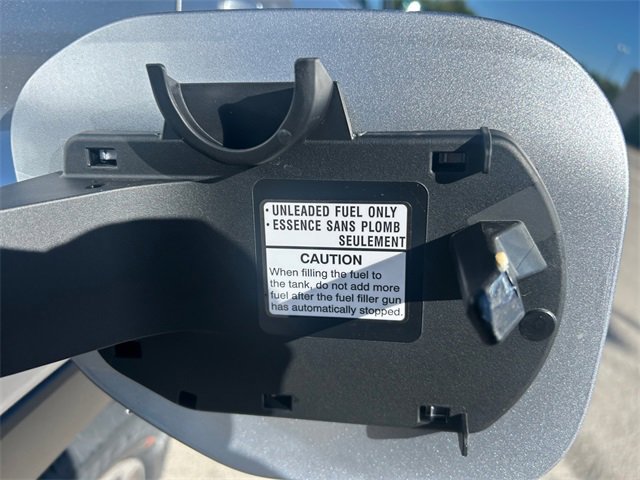 · UNLEADED FUEL ONLY
· ESSENCE SANS PLOMB
SEULEMENT
CAUTION
When filling the fuel to
the tank, do not add more
fuel after the fuel filler gun
has automatically stopped.